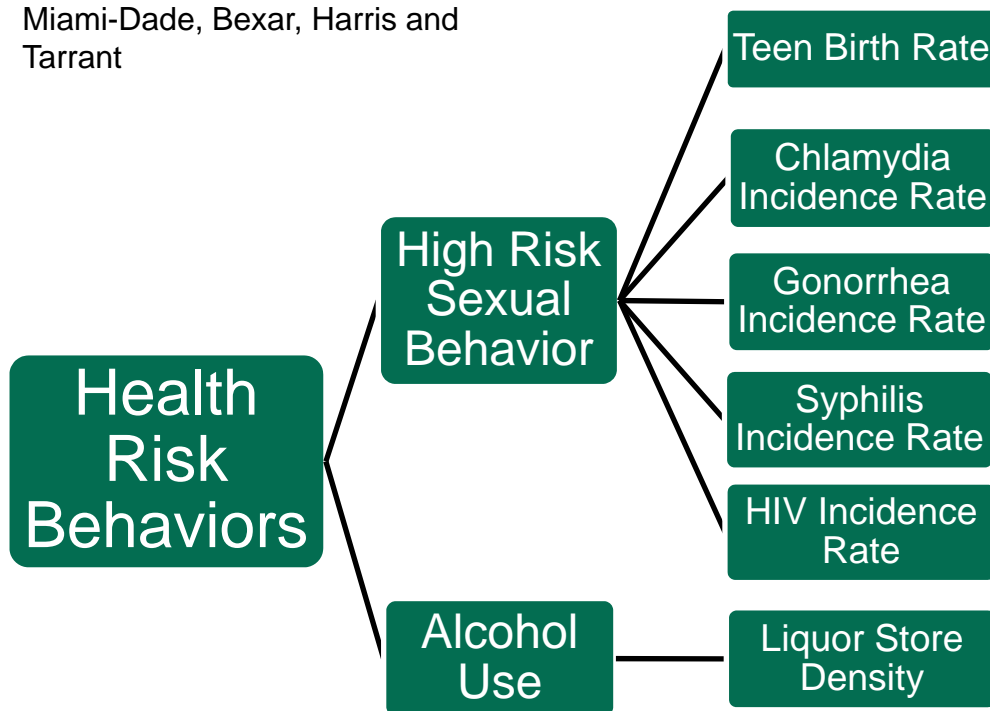 Miami-Dade, Bexar, Harris and
Tarrant
Health
Risk
Behaviors
High Risk
Sexual
Behavior
Alcohol
Use
Teen Birth Rate
Chlamydia
Incidence Rate
Gonorrhea
Incidence Rate
Syphilis
Incidence Rate
HIV Incidence
Rate
Liquor Store
Density